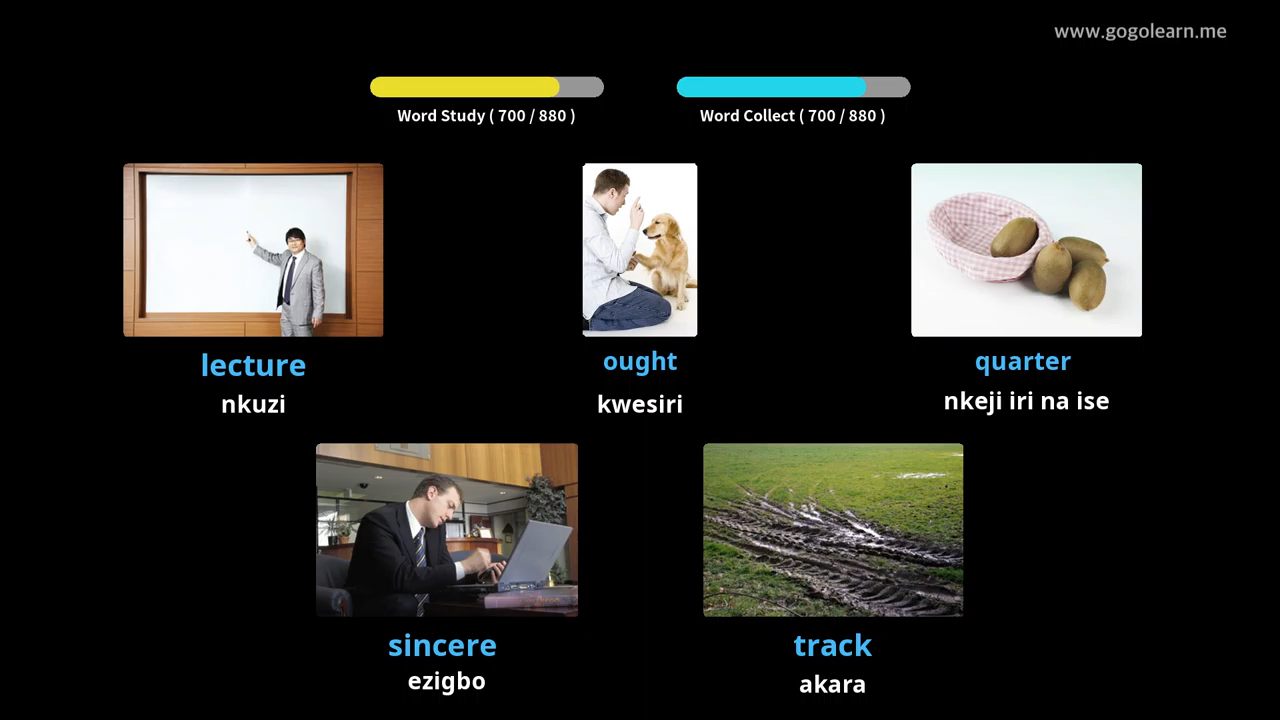 www.gogolearn.me
Word Study ( 700 / 880 )
Word Collect ( 700 / 880 )
lecture
nkuzi
ought
kwesiri
quarter
nkeji iri na ise
sincere
ezigbo
track
akara